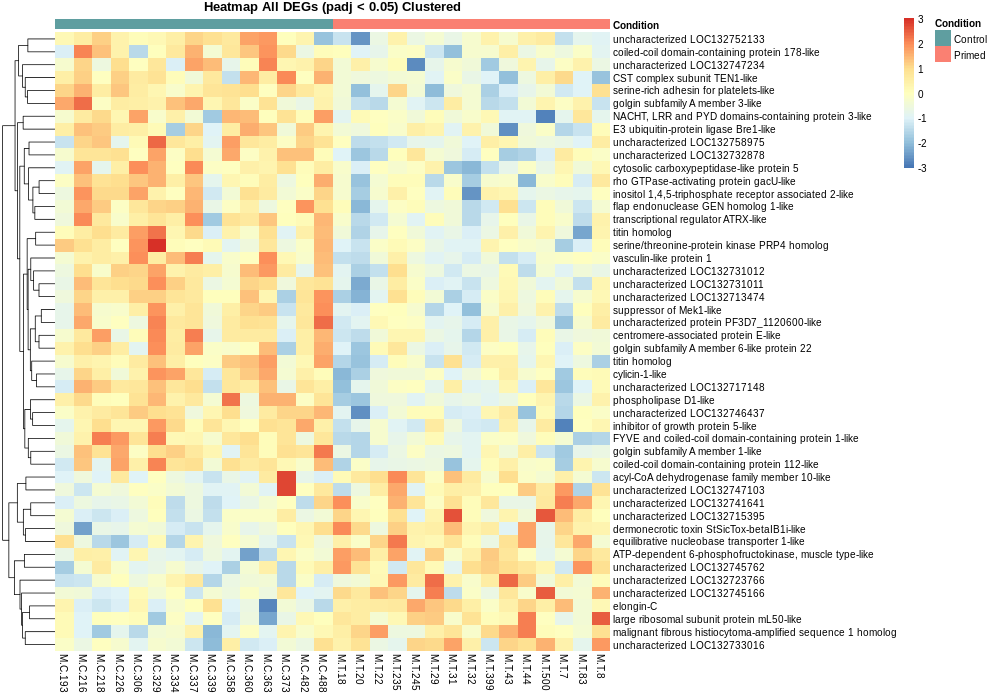 Heatmap All DEGs (padj < 0.05) Clustered
Condition
uncharacterized LOC132752133
coiled-coil domain-containing protein 178-like
uncharacterized LOC132747234
CST complex subunit TEN1-like
serine-rich adhesin for platelets-like
golgin subfamily A member 3-like
NACHT, LRR and PYD domains-containing protein 3-like
E3 ubiquitin-protein ligase Bre1-like
uncharacterized LOC132758975
uncharacterized LOC132732878
cytosolic carboxypeptidase-like protein 5
rho GTPase-activating protein gacU-like
inositol 1,4,5-triphosphate receptor associated 2-like
flap endonuclease GEN homolog 1-like
transcriptional regulator ATRX-like
titin homolog
serine/threonine-protein kinase PRP4 homolog
vasculin-like protein 1
uncharacterized LOC132731012
uncharacterized LOC132731011
uncharacterized LOC132713474
suppressor of Mek1-like
uncharacterized protein PF3D7_1120600-like
centromere-associated protein E-like
golgin subfamily A member 6-like protein 22
titin homolog
cylicin-1-like
uncharacterized LOC132717148
phospholipase D1-like
uncharacterized LOC132746437
inhibitor of growth protein 5-like
FYVE and coiled-coil domain-containing protein 1-like
golgin subfamily A member 1-like
coiled-coil domain-containing protein 112-like
acyl-CoA dehydrogenase family member 10-like
uncharacterized LOC132747103
uncharacterized LOC132741641
uncharacterized LOC132715395
dermonecrotic toxin StSicTox-betaIB1i-like
equilibrative nucleobase transporter 1-like
ATP-dependent 6-phosphofructokinase, muscle type-like
uncharacterized LOC132745762
uncharacterized LOC132723766
uncharacterized LOC132745166
elongin-C
large ribosomal subunit protein mL50-like
malignant fibrous histiocytoma-amplified sequence 1 homolog
uncharacterized LOC132733016
M.C.193
M.C.216
M.C.218
M.C.226
M.C.306
M.C.329
M.C.334
M.C.337
M.C.339
M.C.358
M.C.360
M.C.363
M.C.373
M.C.482
M.C.488
M.T.18
M.T.20
M.T.22
M.T.235
M.T.245
M.T.29
M.T.31
M.T.32
M.T.399
M.T.43
M.T.44
M.T.500
M.T.7
M.T.83
M.T.8
3
2
1
0
-1
-2
-3
Condition
Control
Primed